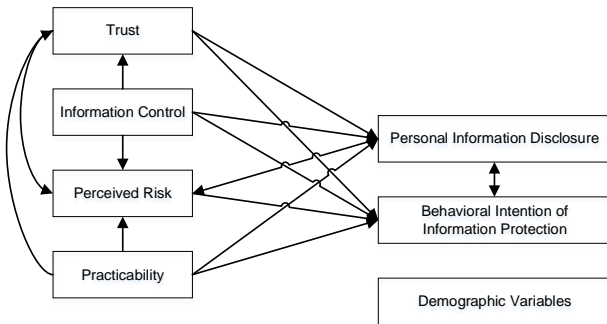 Trust
Information Control
Perceived Risk
Practicability
Personal Information Disclosure
Behavioral Intention of
Information Protection
Demographic Variables